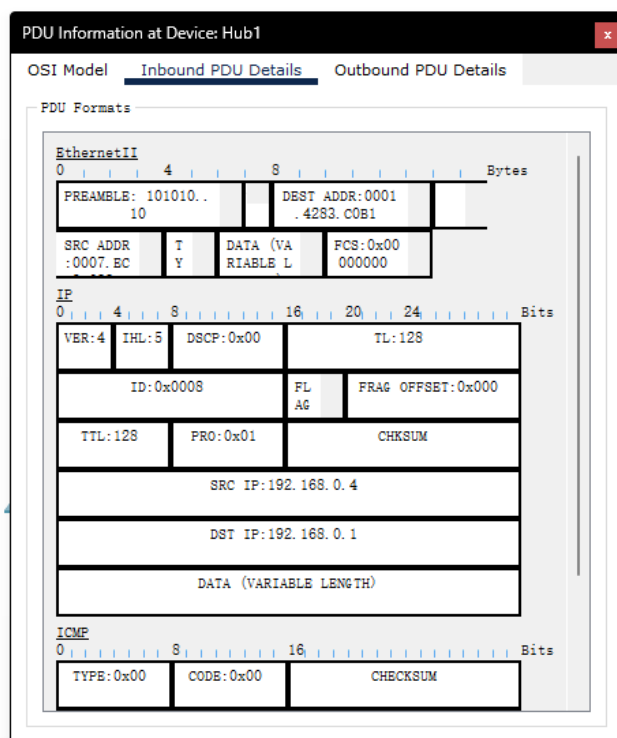 PDU Information at Device: Hub1 x
OSI Model Inbound PDU Details Outbound PDU Details
PDU Formats
EthernetII
0 4 8 Bytes
PREAMBLE: 101010.. DEST ADDR:0001
10 .4283.C0B1
SRC ADDR T DATA (VA FCS:0x00
:0007.EC Y RIABLE L 000000
IP
0 4 8 16 20 24 Bits
VER:4 IHL:5 DSCP:0x00 TL:128
ID:0x0008 FL FRAG OFFSET:0x000
AG
TTL:128 PRO:0x01 CHKSUM
SRC IP:192.168.0.4
DST IP:192.168.0.1
DATA (VARIABLE LENGTH)
ICMP
0 8 16 Bits
TYPE:0x00 CODE:0x00 CHECKSUM